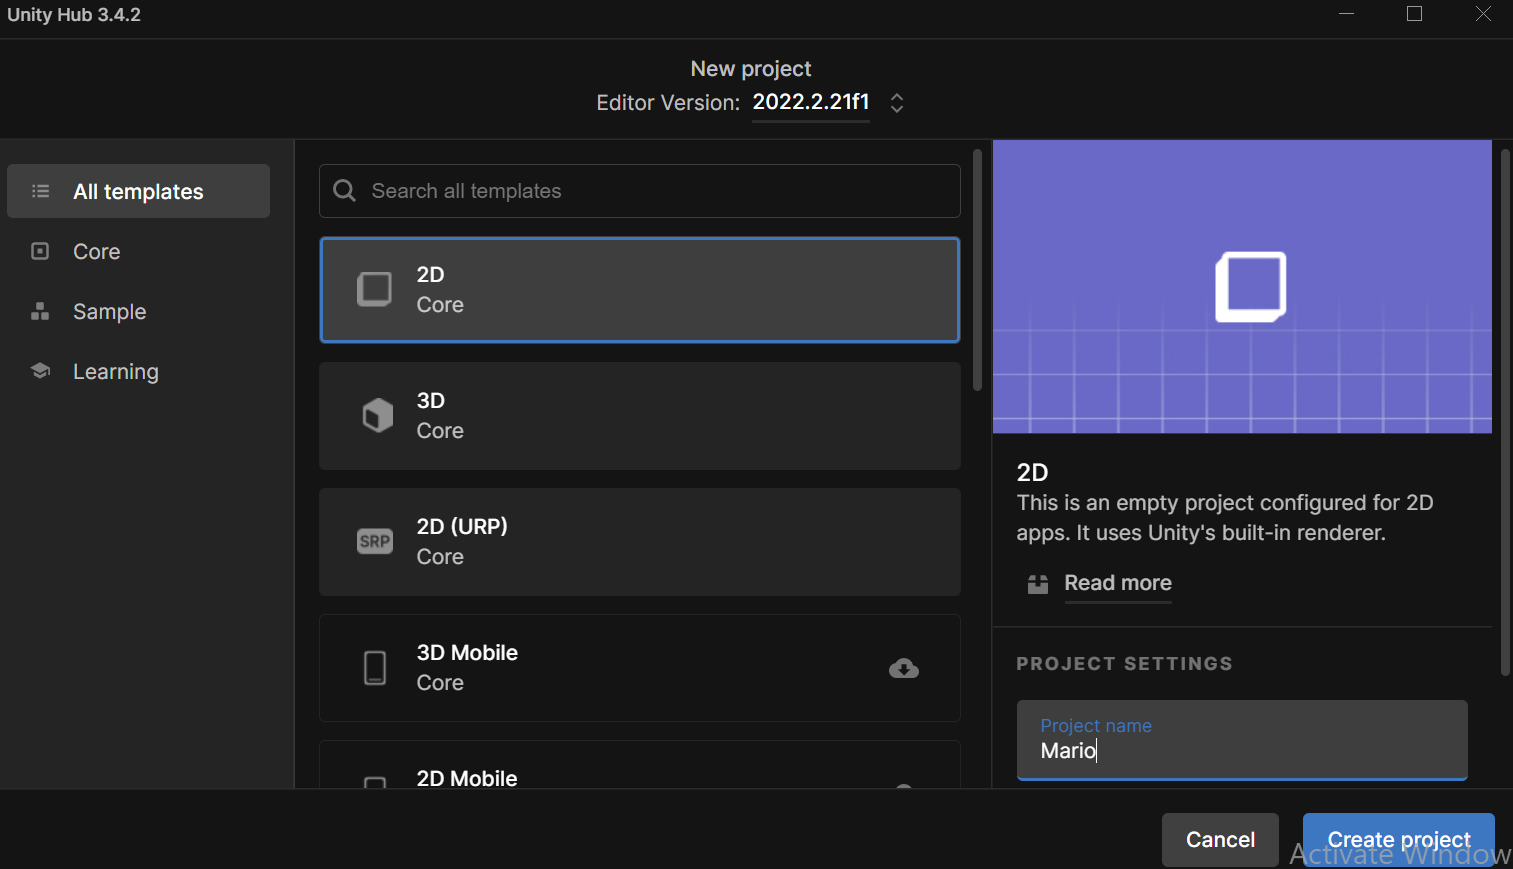 Unity Hub 3.4.2
New project
Editor Version: 2022.2.21f1
All templates
Core
Sample
Learning
Search all templates
2D
Core
3D
Core
SRP
2D (URP)
Core
3D Mobile
Core
2D Mobile
2D
This is an empty project configured for 2D
apps. It uses Unity's built-in renderer.
Read more
PROJECT SETTINGS
Project name
Mario
Cancel
Create project
Activate Window